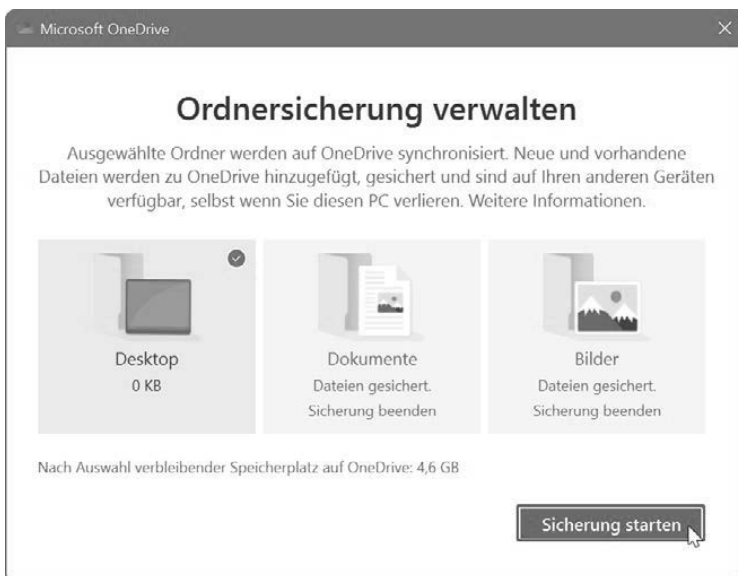 Microsoft OneDrive
Ordnersicherung verwalten
Ausgewählte Ordner werden auf OneDrive synchronisiert. Neue und vorhandene
Dateien werden zu OneDrive hinzugefügt, gesichert und sind auf Ihren anderen Geräten
verfügbar, selbst wenn Sie diesen PC verlieren. Weitere Informationen.
Desktop
0 KB
Dokumente
Dateien gesichert.
Sicherung beenden
Bilder
Dateien gesichert.
Sicherung beenden
Nach Auswahl verbleibender Speicherplatz auf OneDrive: 4,6 GB
Sicherung starten